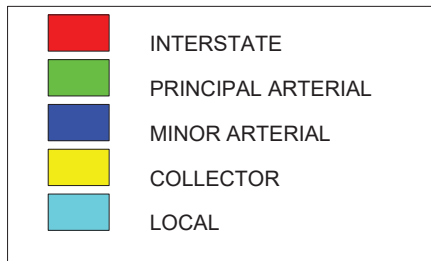 INTERSTATE
PRINCIPAL ARTERIAL
MINOR ARTERIAL
COLLECTOR
LOCAL